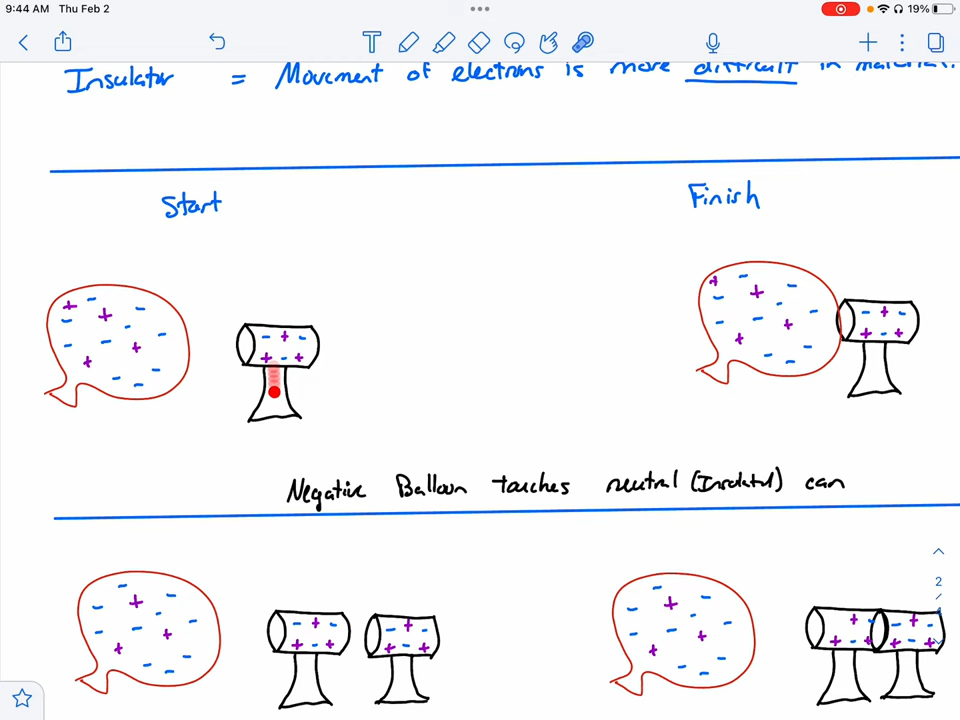 9:44 AM Thu Feb 2
19%
Insulator = Movement of electrons is more difficult in material.
Start
Finish
Negative Balloon touches neutral (Insulated) can
2